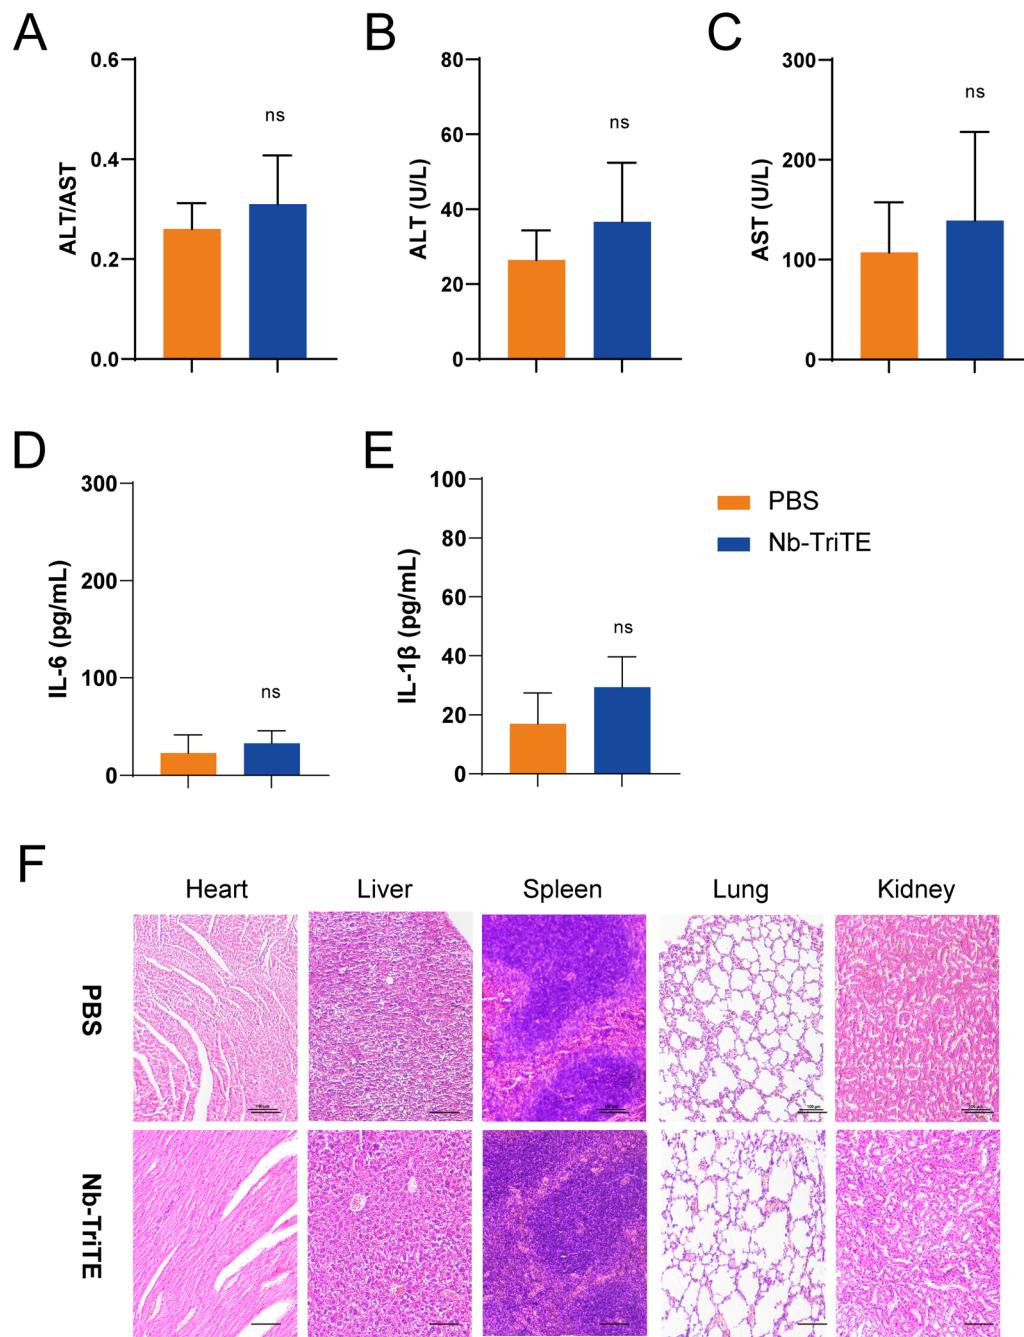 A
0.6
0.4
0.2
0.0
ALT/AST
ns
B
80
60
40
20
0
ALT (U/L)
ns
C
300
200
100
0
AST (U/L)
ns
D
300
200
100
0
IL-6 (pg/mL)
ns
E
100
80
60
40
20
0
IL-1β (pg/mL)
ns
PBS
Nb-TriTE
F
Heart Liver Spleen Lung Kidney
PBS
100 μm
Nb-TriTE